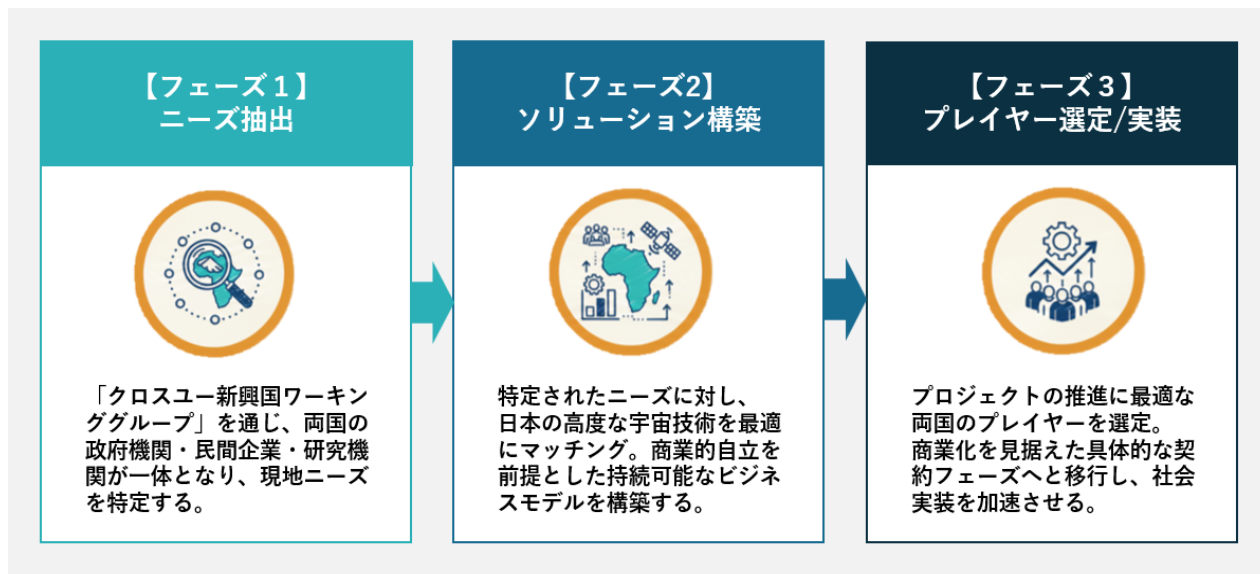 【フェーズ１】
ニーズ抽出
「クロスユー新興国ワーキン
ググループ」を通じ、両国の
政府機関・民間企業・研究機
関が一体となり、現地ニーズ
を特定する。
【フェーズ2】
ソリューション構築
特定されたニーズに対し、
日本の高度な宇宙技術を最適
にマッチング。商業的自立を
前提とした持続可能なビジネ
スモデルを構築する。
【フェーズ３】
プレイヤー選定/実装
プロジェクトの推進に最適な
両国のプレイヤーを選定。
商業化を見据えた具体的な契
約フェーズへと移行し、社会
実装を加速させる。